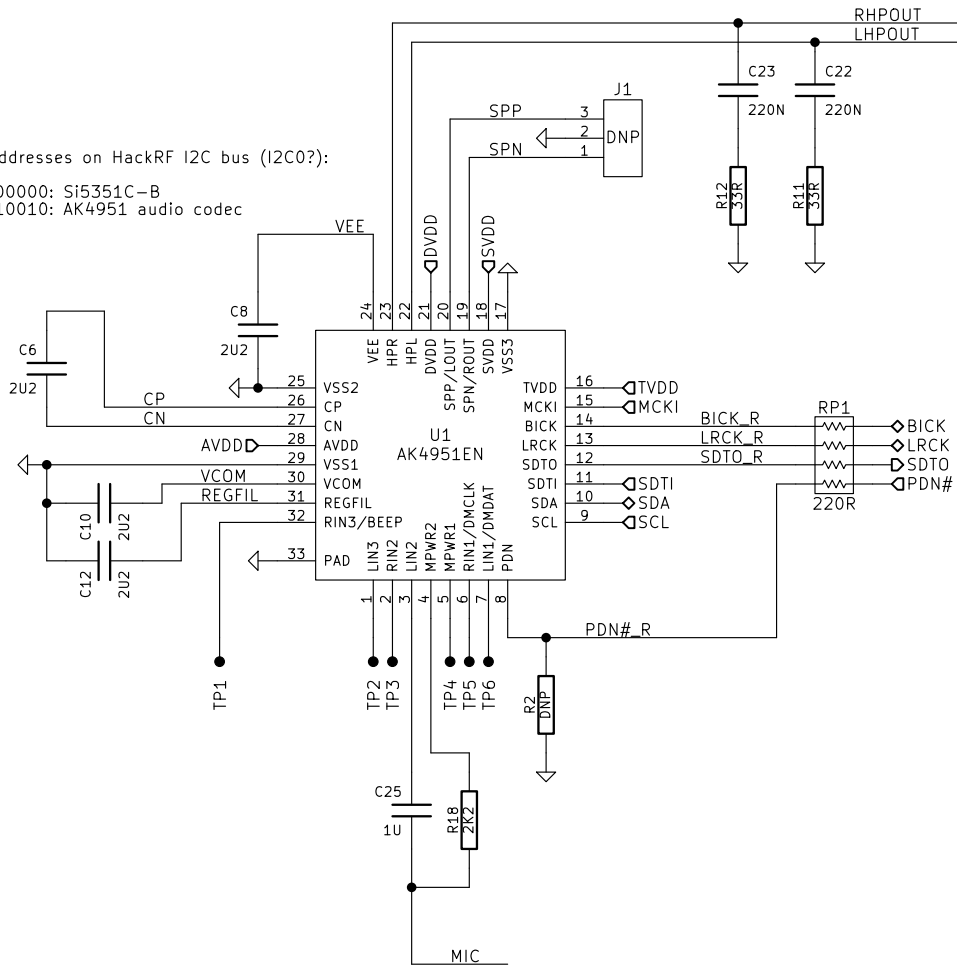 RHPOUT
LHPOUT
C23
220N
C22
220N
J1
SPP
3
2
DNP
SPN
1
ddresses on HackRF I2C bus (I2C0?):
00000: Si5351C-B
10010: AK4951 audio codec
R12
33R
R11
33R
VEE
DVDD
SVDD
C8
2U2
24
23
22
21
20
19
18
17
VEE
HPR
HPL
DVDD
SPP/LOUT
SPN/ROUT
SVDD
VSS3
C6
2U2
CP
CN
AVDD
VCOM
REGFIL
25 VSS2
26 CP
27 CN
28 AVDD
29 VSS1
30 VCOM
31 REGFIL
32 RIN3/BEEP
33 PAD
U1
AK4951EN
TVDD 16 TVDD
MCKI 15 MCKI
BICK 14 BICK_R
LRCK 13 LRCK_R
SDTO 12 SDTO_R
SDTI 11 SDTI
SDA 10 SDA
SCL 9 SCL
RP1
220R
BICK
LRCK
SDTO
PDN#
C10
2U2
C12
2U2
LIN3
RIN2
LIN2
MPWR2
MPWR1
RIN1/DMCLK
LIN1/DMDAT
PDN
1
2
3
4
5
6
7
8
PDN#_R
TP1
TP2
TP3
TP4
TP5
TP6
R2
DNP
C25
1U
R18
2K2
MIC